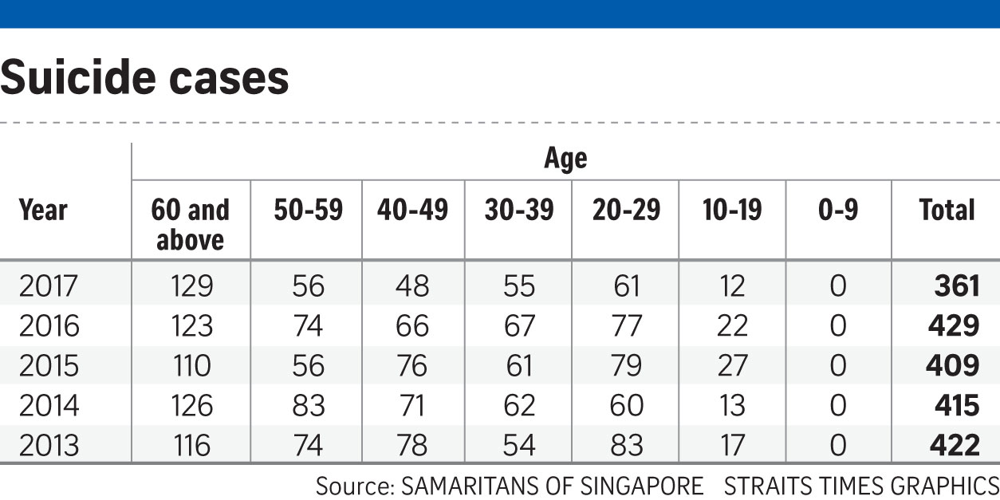 Suicide cases
Age
Year 60 and above 50-59 40-49 30-39 20-29 10-19 0-9 Total
2017 129 56 48 55 61 12 0 361
2016 123 74 66 67 77 22 0 429
2015 110 56 76 61 79 27 0 409
2014 126 83 71 62 60 13 0 415
2013 116 74 78 54 83 17 0 422
Source: SAMARITANS OF SINGAPORE STRAITS TIMES GRAPHICS